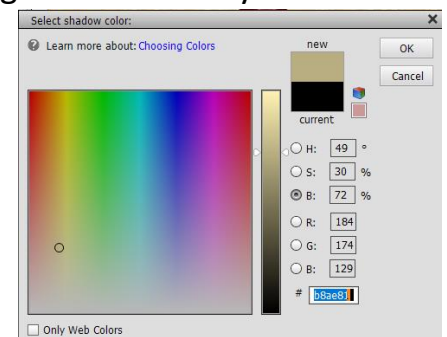 Select shadow color:
Learn more about: Choosing Colors
new
OK
Cancel
current
H: 49 °
S: 30 %
B: 72 %
R: 184
G: 174
B: 129
# b8ae81
Only Web Colors